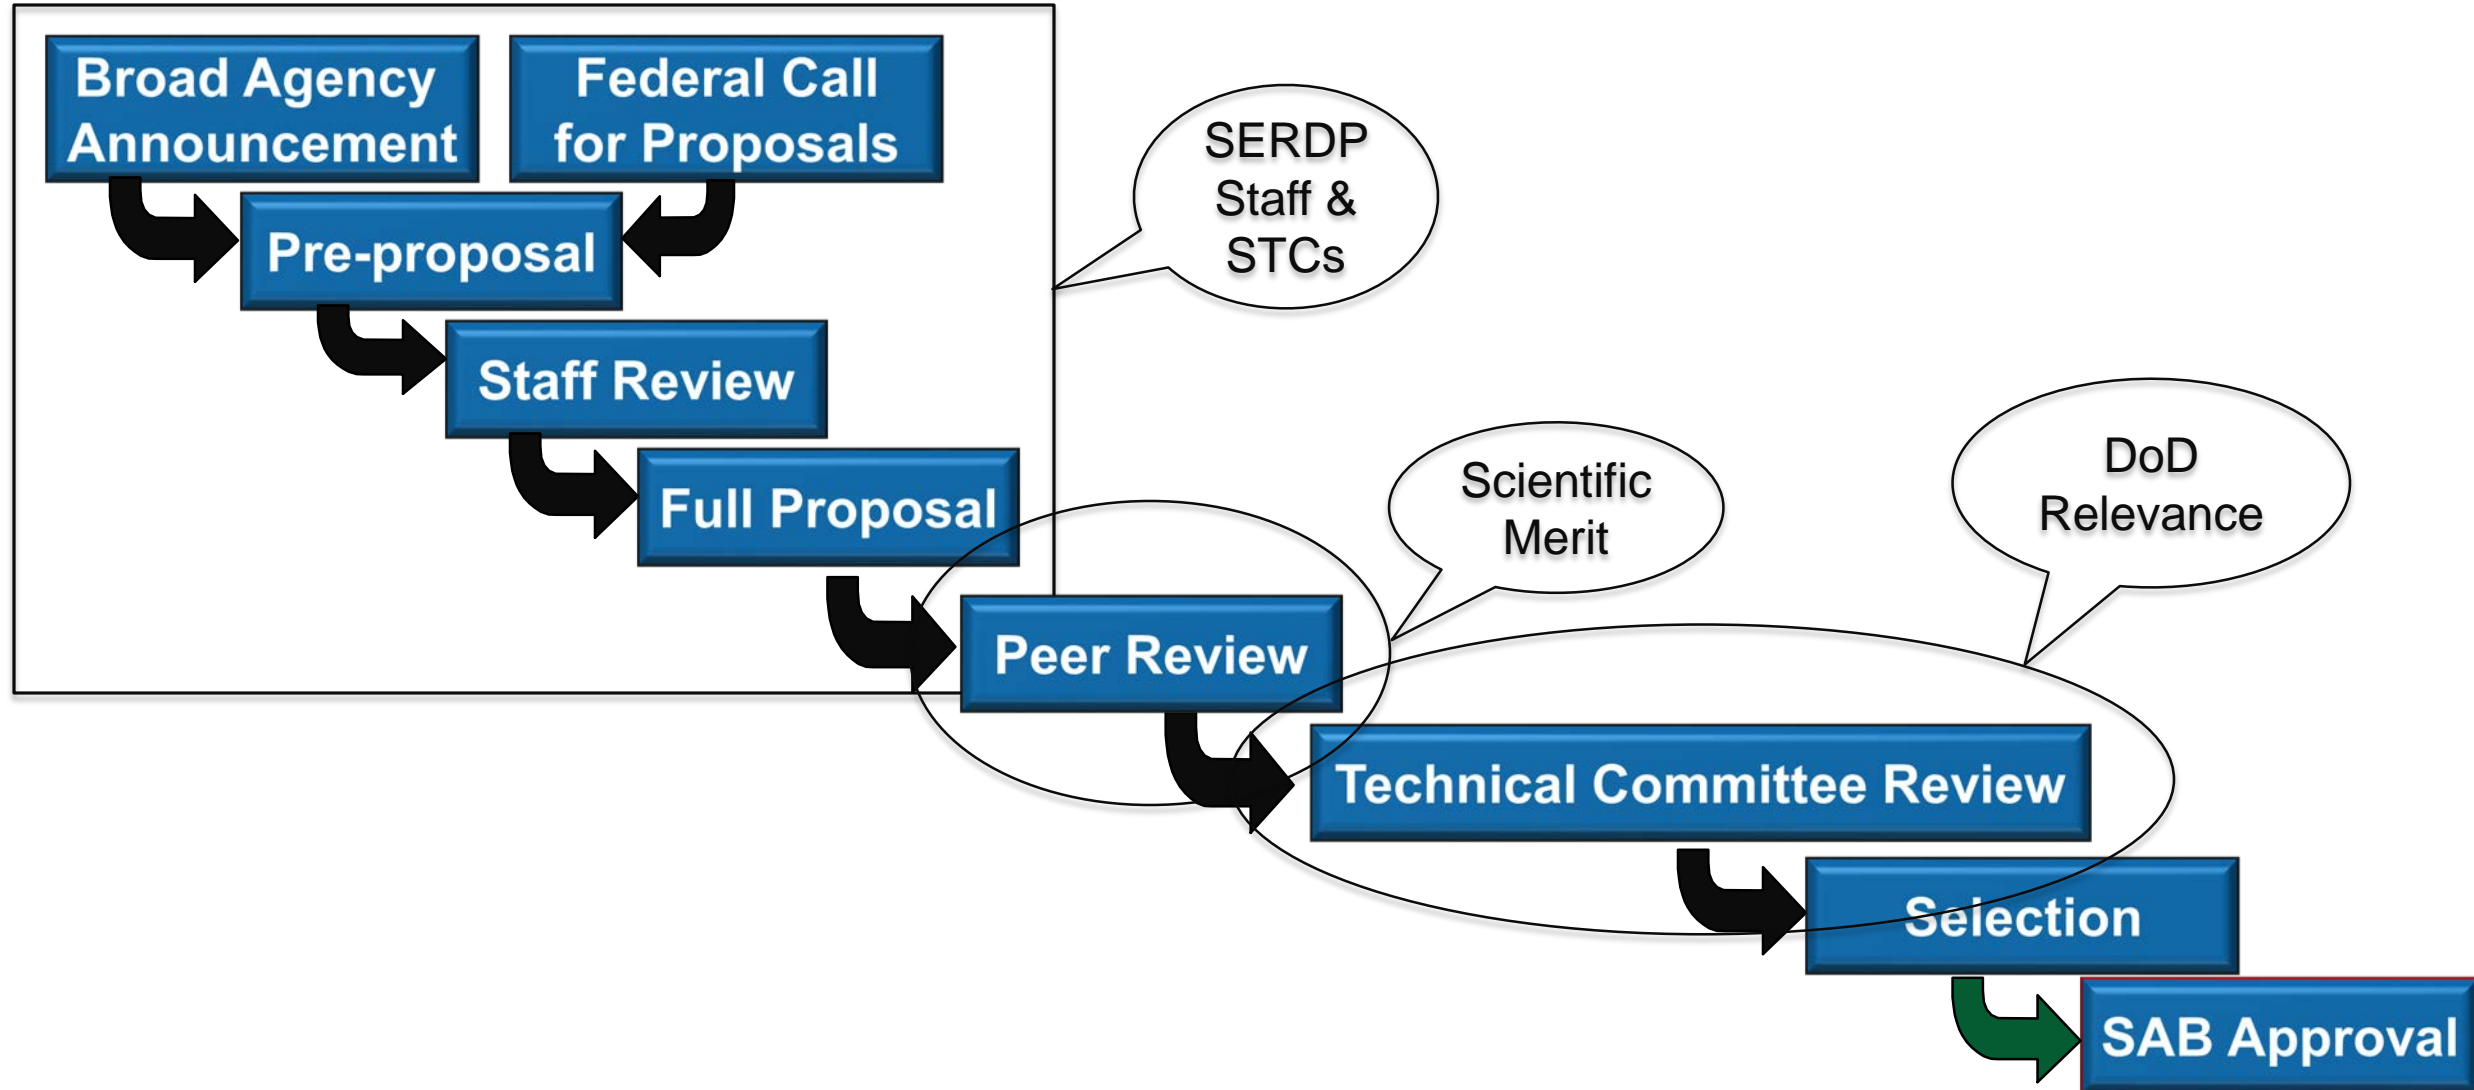 Broad Agency
Announcement
Federal Call
for Proposals
SERDP
Staff &
STCs
Pre-proposal
Staff Review
Full Proposal
Scientific
Merit
DoD
Relevance
Peer Review
Technical Committee Review
Selection
SAB Approval